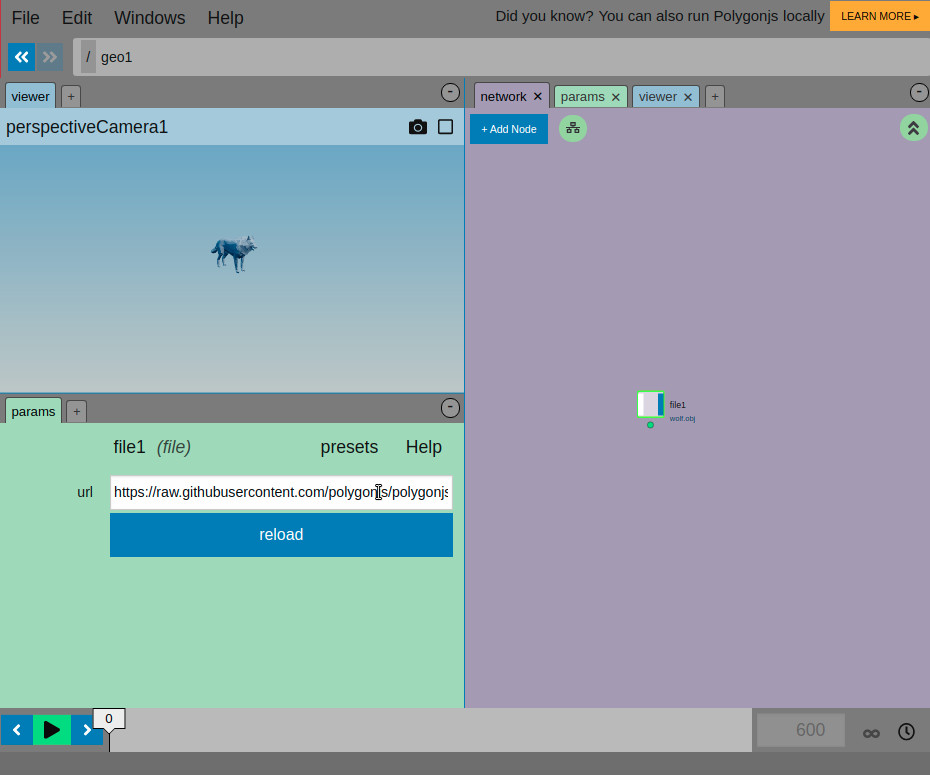 File Edit Windows Help
Did you know? You can also run Polygonjs locally LEARN MORE ▸
/ geo1
viewer +
perspectiveCamera1
params +
file1 (file) presets Help
url https://raw.githubusercontent.com/polygonjs/polygonjs
reload
network ✕ params ✕ viewer ✕ +
+ Add Node
file1
wolf.obj
0
600